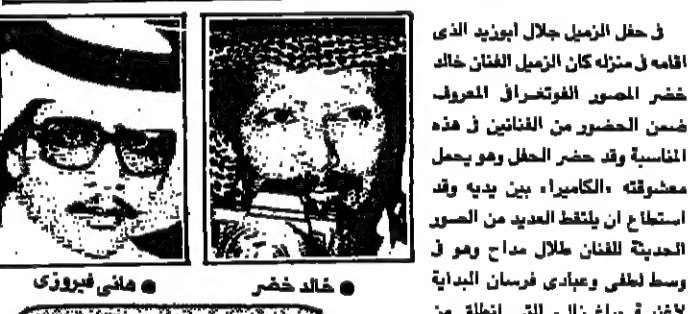 فى حفل الزميل جلال أبوزيد الذى
اقامه فى منزله كان الزميل الفنان خالد
خضر المصور الفوتغرافى المعروف
ضمن الحضور من الفنانين فى هذه
المناسبة وقد حضر الحفل وهو يحمل
معشوقته «الكاميرا» بين يديه وقد
استطاع ان يلتقط العديد من الصور
الحديثة للفنان طلال مداح وهو فى
وسط لطفى وعبادى فرسان البداية
من
خالد خضر
هانى فيروزى